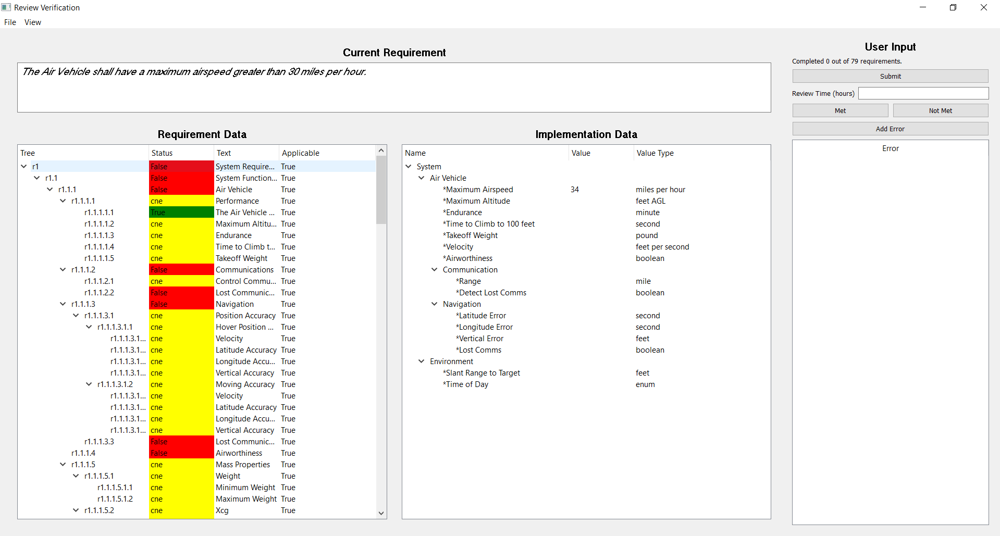 Review Verification
File View
Current Requirement
The Air Vehicle shall have a maximum airspeed greater than 30 miles per hour.
User Input
Completed 0 out of 79 requirements.
Submit
Review Time (hours)
Met Not Met
Add Error
Error
Requirement Data
Tree Status Text Applicable
r1 False System Require... True
r1.1 False System Function... True
r1.1.1 False Air Vehicle True
r1.1.1.1 cne Performance True
r1.1.1.1.1 True The Air Vehicle ... True
r1.1.1.1.2 cne Maximum Altitu... True
r1.1.1.1.3 cne Endurance True
r1.1.1.1.4 cne Time to Climb t... True
r1.1.1.1.5 cne Takeoff Weight True
r1.1.1.2 False Communications True
r1.1.1.2.1 cne Control Commu... True
r1.1.1.2.2 False Lost Communic... True
r1.1.1.3 False Navigation True
r1.1.1.3.1 cne Position Accuracy True
r1.1.1.3.1.1 cne Hover Position ... True
r1.1.1.3.1... cne Velocity True
r1.1.1.3.1... cne Latitude Accuracy True
r1.1.1.3.1... cne Longitude Accu... True
r1.1.1.3.1... cne Vertical Accuracy True
r1.1.1.3.1.2 cne Moving Accuracy True
r1.1.1.3.1... cne Velocity True
r1.1.1.3.1... cne Latitude Accuracy True
r1.1.1.3.1... cne Longitude Accu... True
r1.1.1.3.1... cne Vertical Accuracy True
r1.1.1.3.3 False Lost Communic... True
r1.1.1.4 False Airworthiness True
r1.1.1.5 cne Mass Properties True
r1.1.1.5.1 cne Weight True
r1.1.1.5.1.1 cne Minimum Weight True
r1.1.1.5.1.2 cne Maximum Weight True
r1.1.1.5.2 cne Xcg True
Implementation Data
Name Value Value Type
System
Air Vehicle
*Maximum Airspeed 34 miles per hour
*Maximum Altitude feet AGL
*Endurance minute
*Time to Climb to 100 feet second
*Takeoff Weight pound
*Velocity feet per second
*Airworthiness boolean
Communication
*Range mile
*Detect Lost Comms boolean
Navigation
*Latitude Error second
*Longitude Error second
*Vertical Error feet
*Lost Comms boolean
Environment
*Slant Range to Target feet
*Time of Day enum